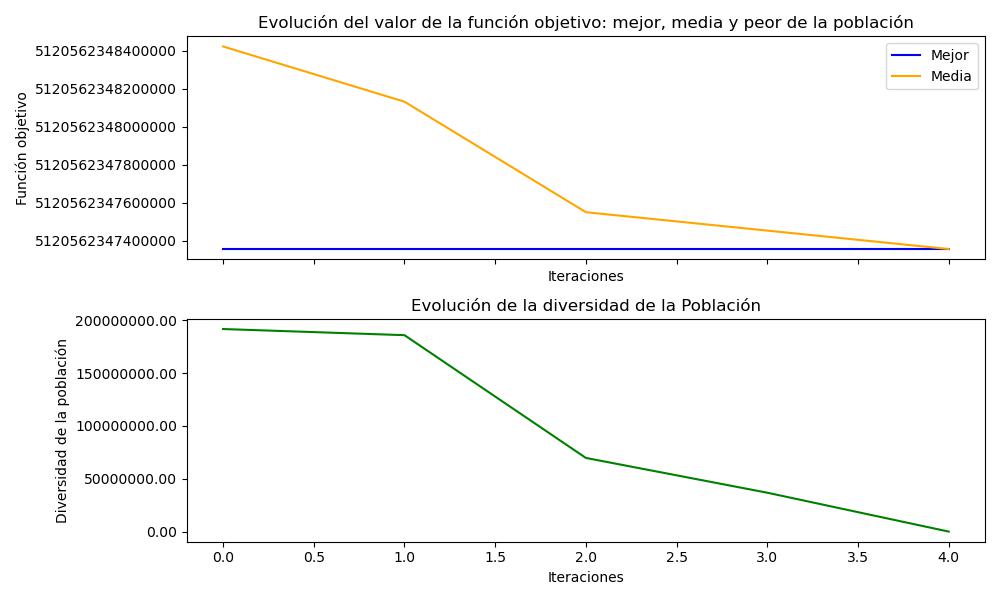 Evolución del valor de la función objetivo: mejor, media y peor de la población
Función objetivo
5120562348400000
5120562348200000
5120562348000000
5120562347800000
5120562347600000
5120562347400000
Mejor
Media
Iteraciones
Evolución de la diversidad de la Población
Diversidad de la población
200000000.00
150000000.00
100000000.00
50000000.00
0.00
0.0 0.5 1.0 1.5 2.0 2.5 3.0 3.5 4.0
Iteraciones